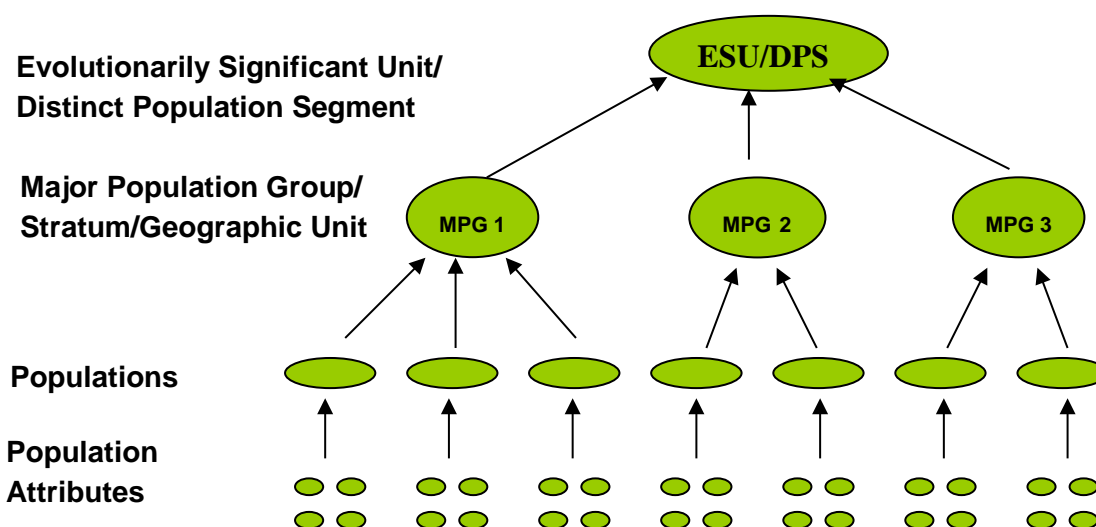 ESU/DPS
Evolutionarily Significant Unit/
Distinct Population Segment
Major Population Group/
Stratum/Geographic Unit
MPG 1
MPG 2
MPG 3
Populations
Population
Attributes